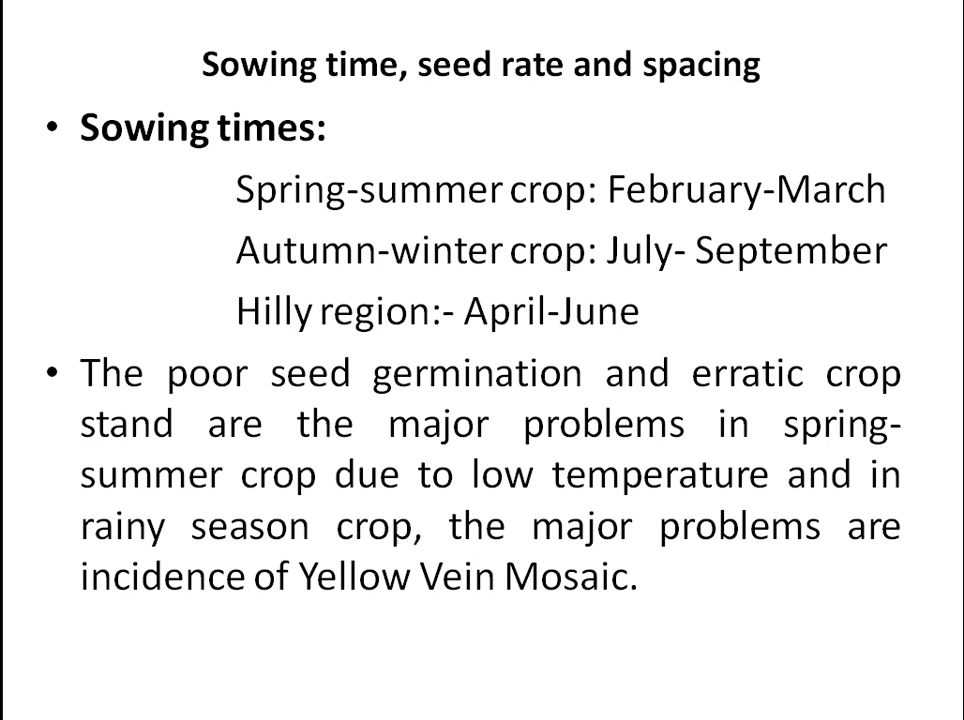 Sowing time, seed rate and spacing
• Sowing times:
Spring-summer crop: February-March
Autumn-winter crop: July- September
Hilly region:- April-June
• The poor seed germination and erratic crop
stand are the major problems in spring-
summer crop due to low temperature and in
rainy season crop, the major problems are
incidence of Yellow Vein Mosaic.